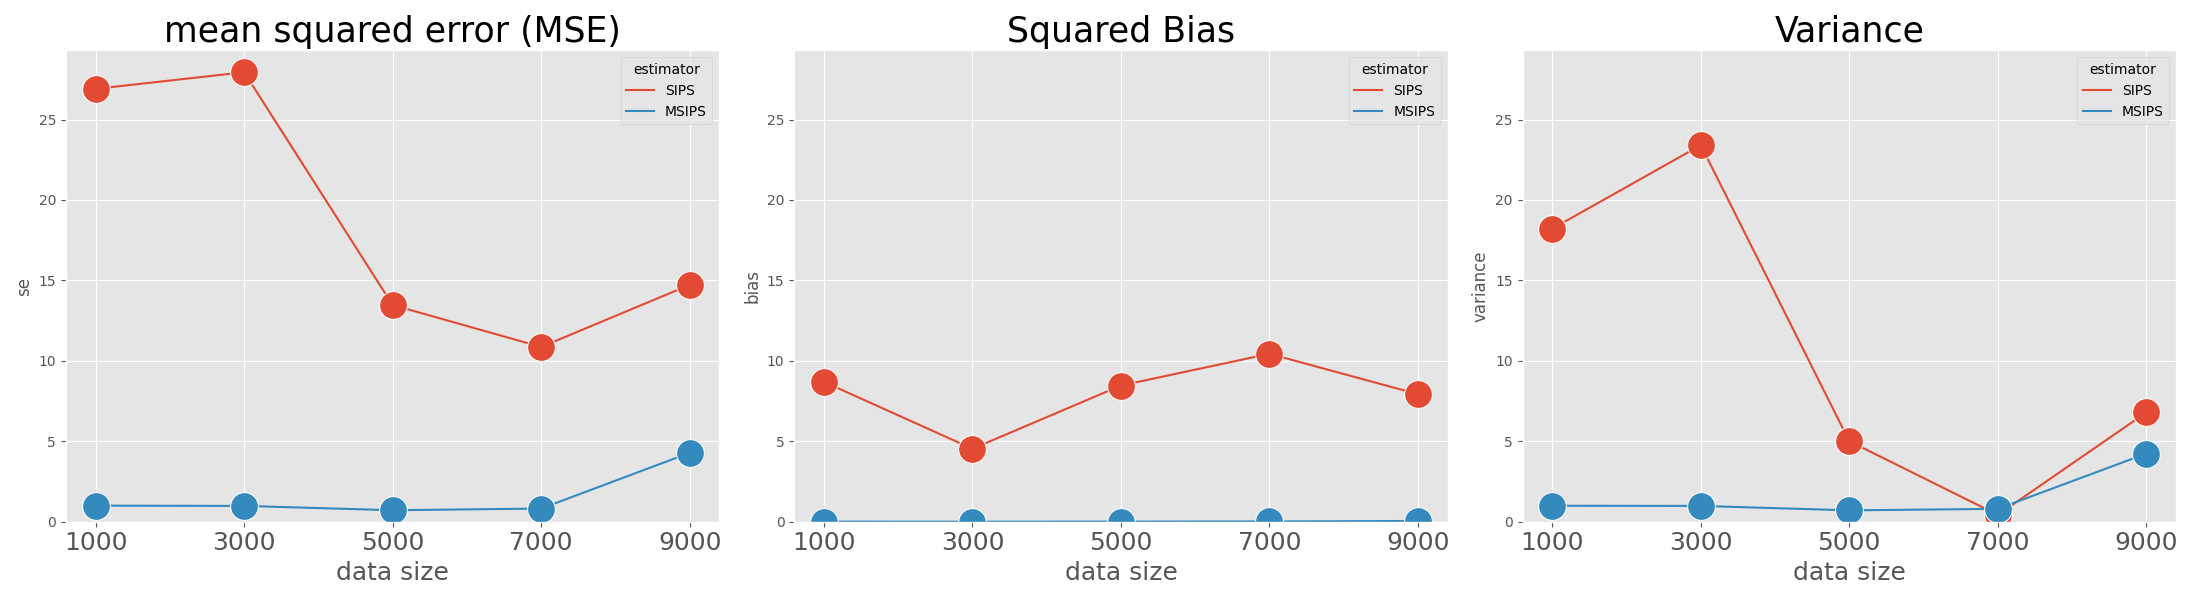 mean squared error (MSE)
estimator
SIPS
MSIPS
25
20
15
10
5
0
se
1000 3000 5000 7000 9000
data size
Squared Bias
estimator
SIPS
MSIPS
25
20
15
10
5
0
bias
1000 3000 5000 7000 9000
data size
Variance
estimator
SIPS
MSIPS
25
20
15
10
5
0
variance
1000 3000 5000 7000 9000
data size